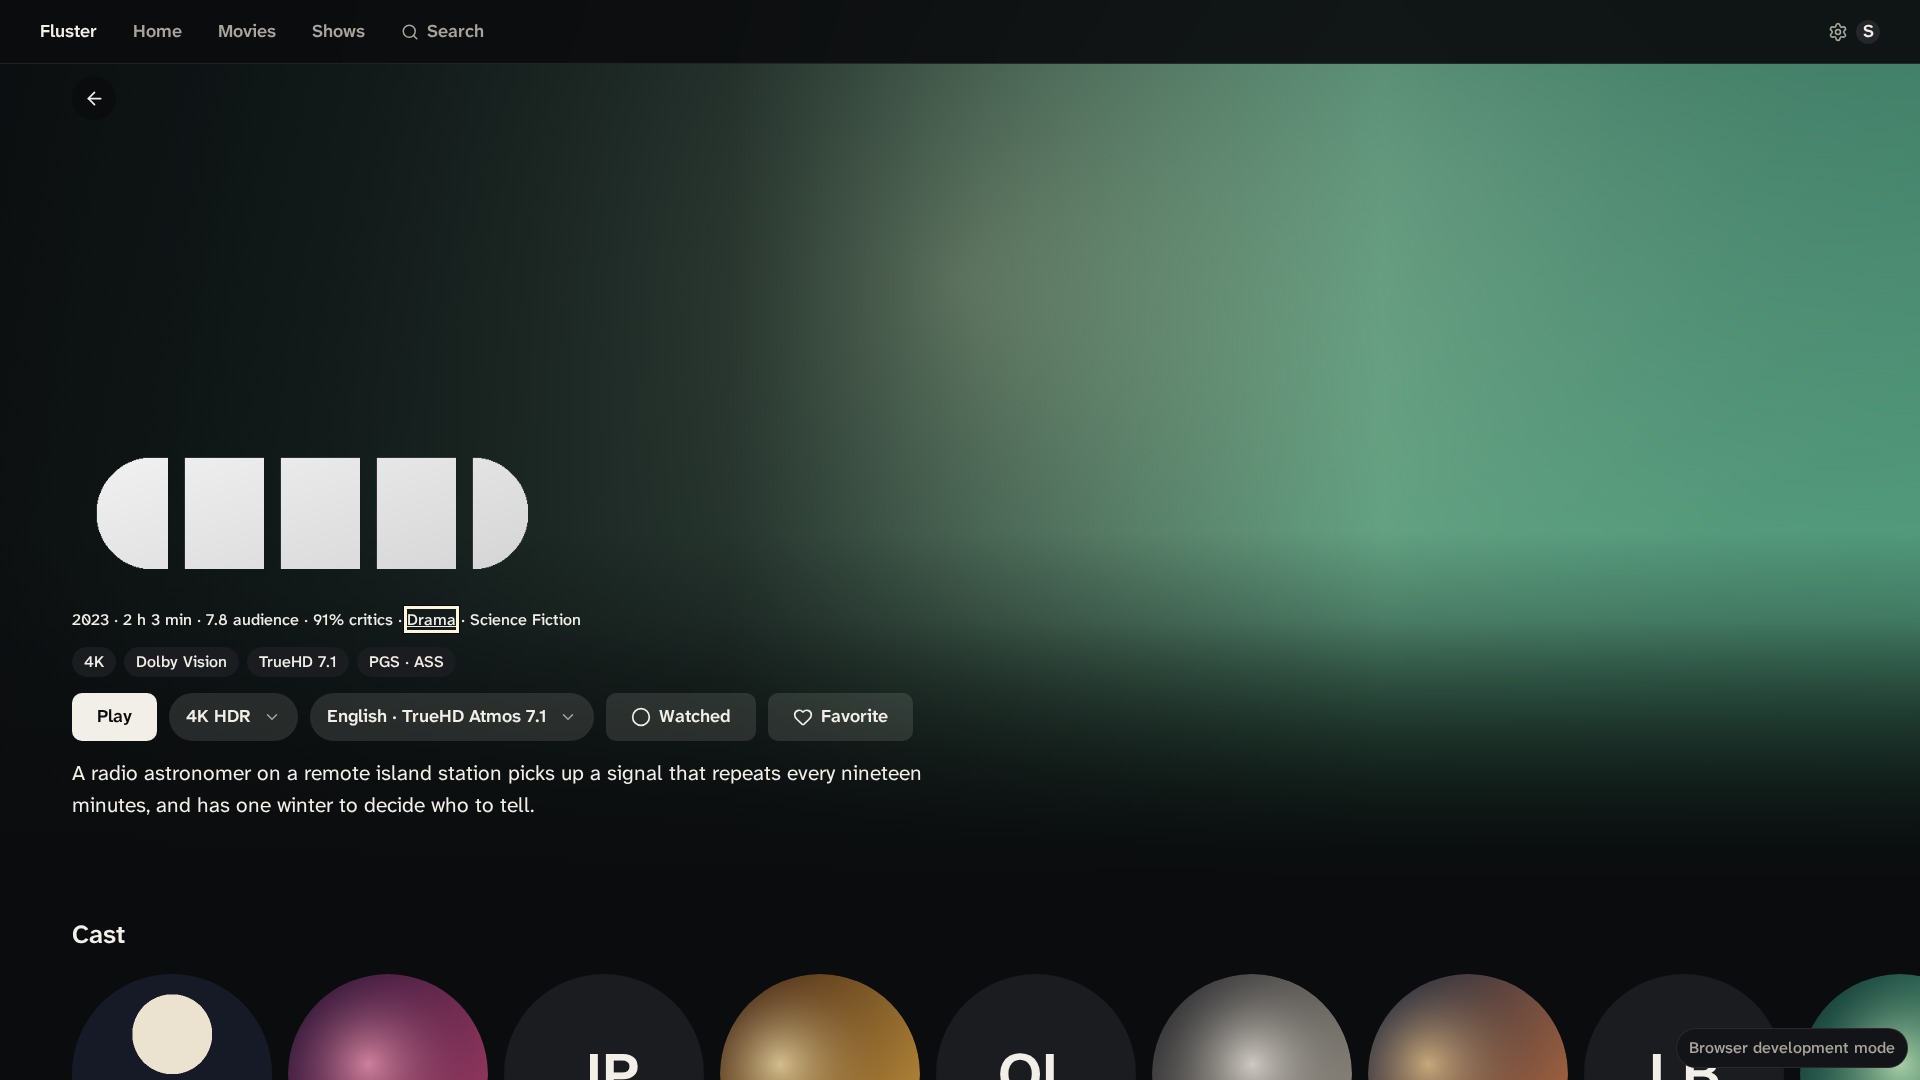 Fluster Home Movies Shows Search S
2023 · 2 h 3 min · 7.8 audience · 91% critics · Drama · Science Fiction
4K Dolby Vision TrueHD 7.1 PGS · ASS
Play 4K HDR English · TrueHD Atmos 7.1 Watched Favorite
A radio astronomer on a remote island station picks up a signal that repeats every nineteen
minutes, and has one winter to decide who to tell.
Cast
Browser development mode